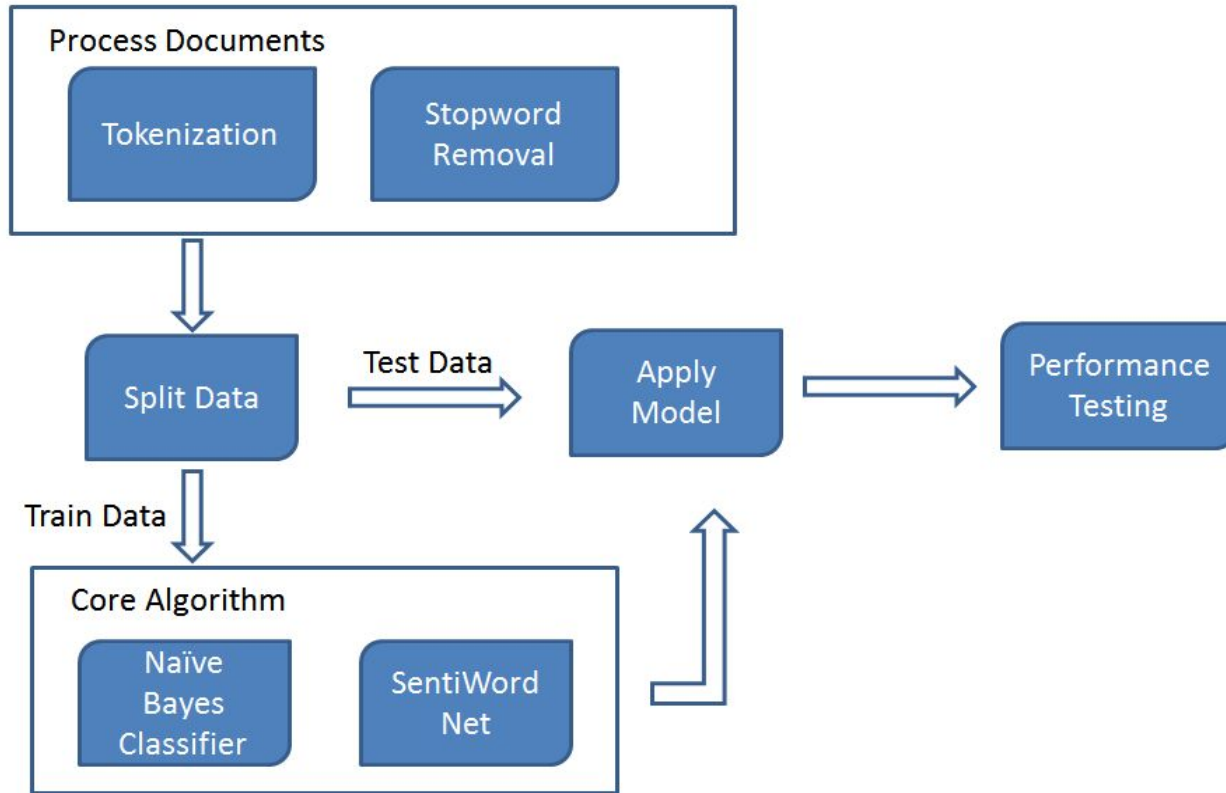 Process Documents
Tokenization
Stopword
Removal
Split Data
Test Data
Apply
Model
Performance
Testing
Train Data
Core Algorithm
Naïve
Bayes
Classifier
SentiWord
Net